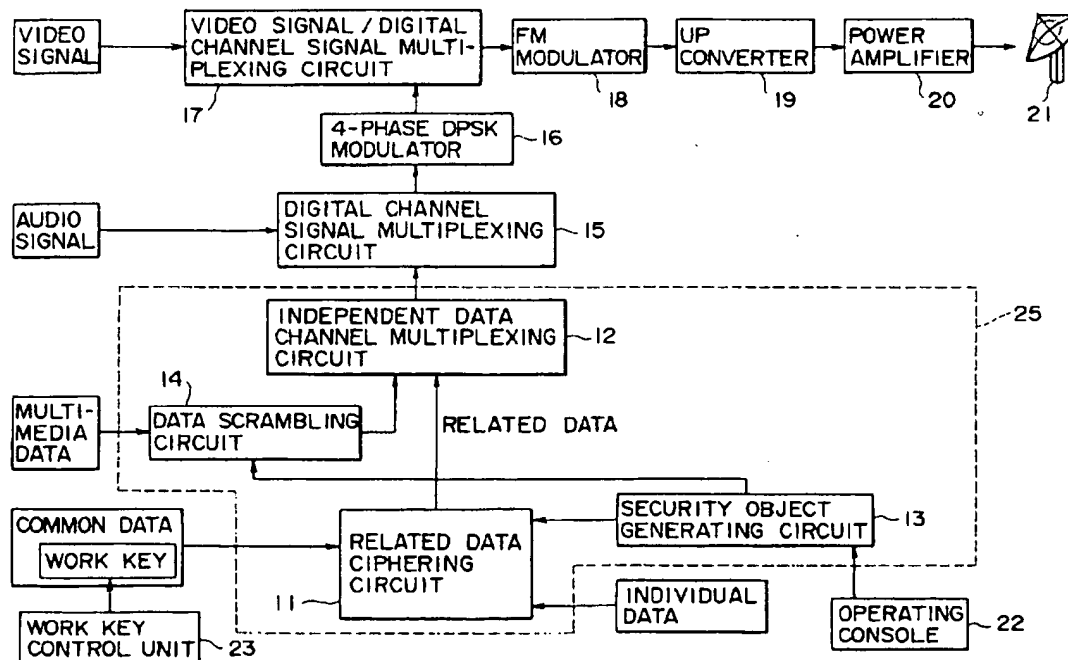 VIDEO
SIGNAL
VIDEO SIGNAL / DIGITAL
CHANNEL SIGNAL MULTI-
PLEXING CIRCUIT
17
FM
MODULATOR
18
UP
CONVERTER
19
POWER
AMPLIFIER
20
21
4-PHASE DPSK
MODULATOR
16
AUDIO
SIGNAL
DIGITAL CHANNEL
SIGNAL MULTIPLEXING
CIRCUIT
15
INDEPENDENT DATA
CHANNEL MULTIPLEXING
CIRCUIT
12
25
14
MULTI-
MEDIA
DATA
DATA SCRAMBLING
CIRCUIT
RELATED DATA
SECURITY OBJECT
GENERATING CIRCUIT
13
COMMON DATA
WORK KEY
RELATED DATA
CIPHERING
CIRCUIT
11
INDIVIDUAL
DATA
OPERATING
CONSOLE
22
WORK KEY
CONTROL UNIT
23